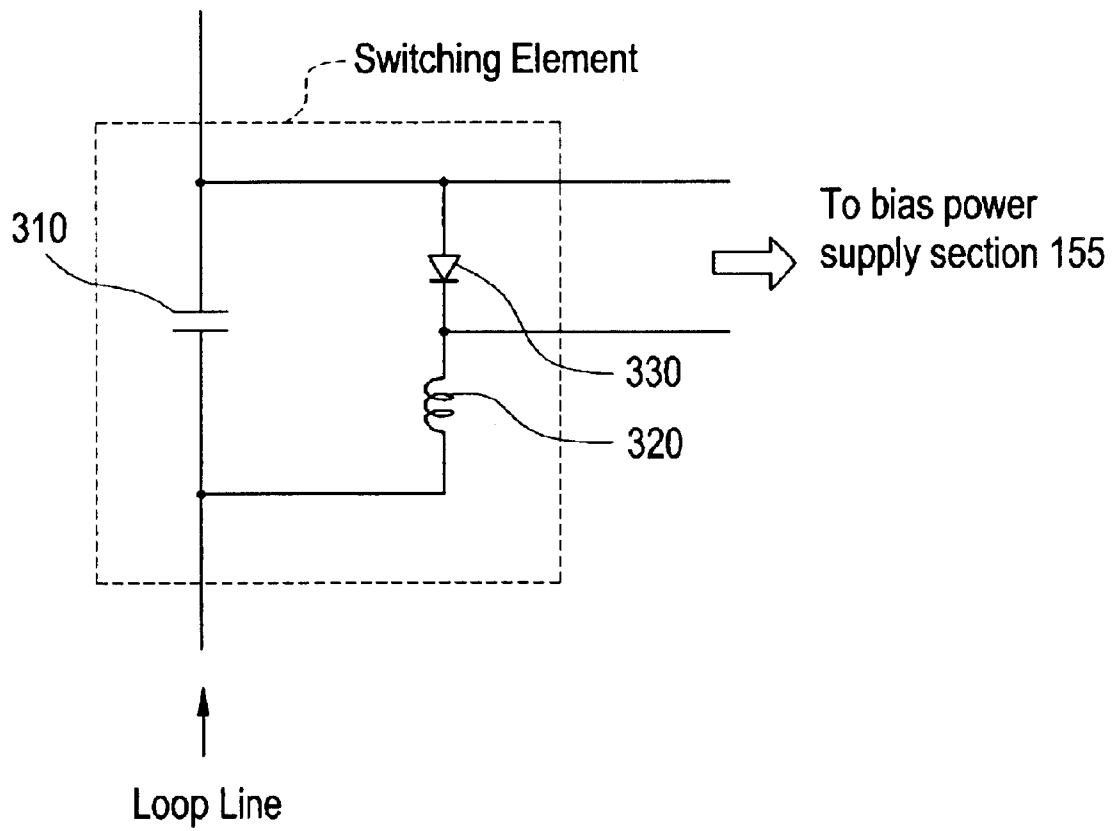 Switching Element
310
To bias power
supply section 155
330
320
Loop Line